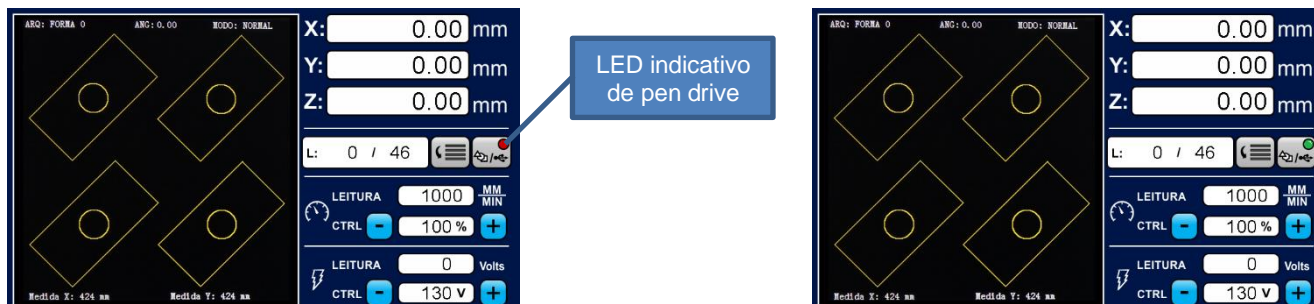 ARQ: FORMA 0 ANG: 0.00 MODO: NORMAL
X: 0.00 mm
Y: 0.00 mm
Z: 0.00 mm
L: 0 / 46
LEITURA 1000 MM/MIN
CTRL - 100 % +
LEITURA 0 Volts
CTRL - 130 V +
Medida X: 424 mm Medida Y: 424 mm
LED indicativo
de pen drive
ARQ: FORMA 0 ANG: 0.00 MODO: NORMAL
X: 0.00 mm
Y: 0.00 mm
Z: 0.00 mm
L: 0 / 46
LEITURA 1000 MM/MIN
CTRL - 100 % +
LEITURA 0 Volts
CTRL - 130 V +
Medida X: 424 mm Medida Y: 424 mm